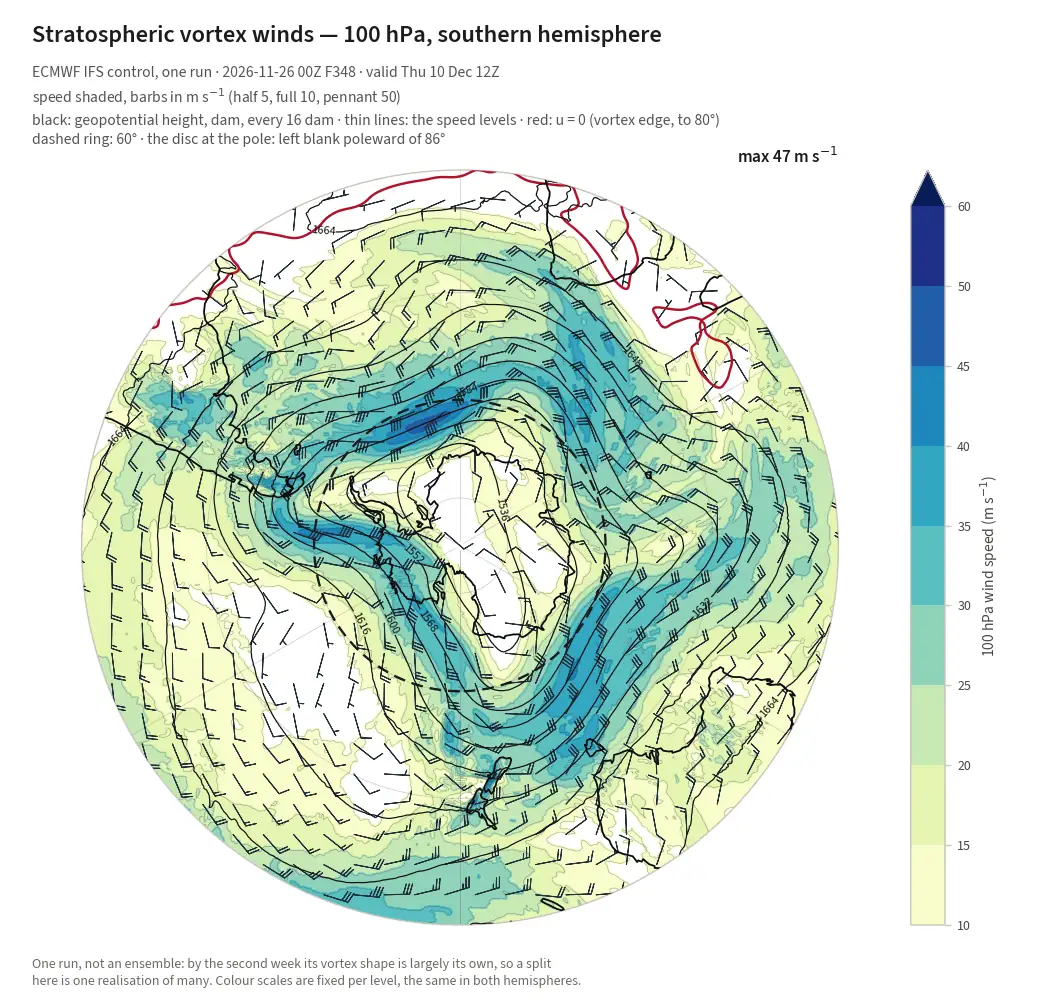 Stratospheric vortex winds — 100 hPa, southern hemisphere
ECMWF IFS control, one run · 2026-11-26 00Z F348 · valid Thu 10 Dec 12Z
speed shaded, barbs in m s⁻¹ (half 5, full 10, pennant 50)
black: geopotential height, dam, every 16 dam · thin lines: the speed levels · red: u = 0 (vortex edge, to 80°)
dashed ring: 60° · the disc at the pole: left blank poleward of 86°
max 47 m s⁻¹
1664
1648
1584
1664
1536
1552
1568
1600
1616
1632
1664
60
50
45
40
35
30
25
20
15
10
100 hPa wind speed (m s⁻¹)
One run, not an ensemble: by the second week its vortex shape is largely its own, so a split
here is one realisation of many. Colour scales are fixed per level, the same in both hemispheres.